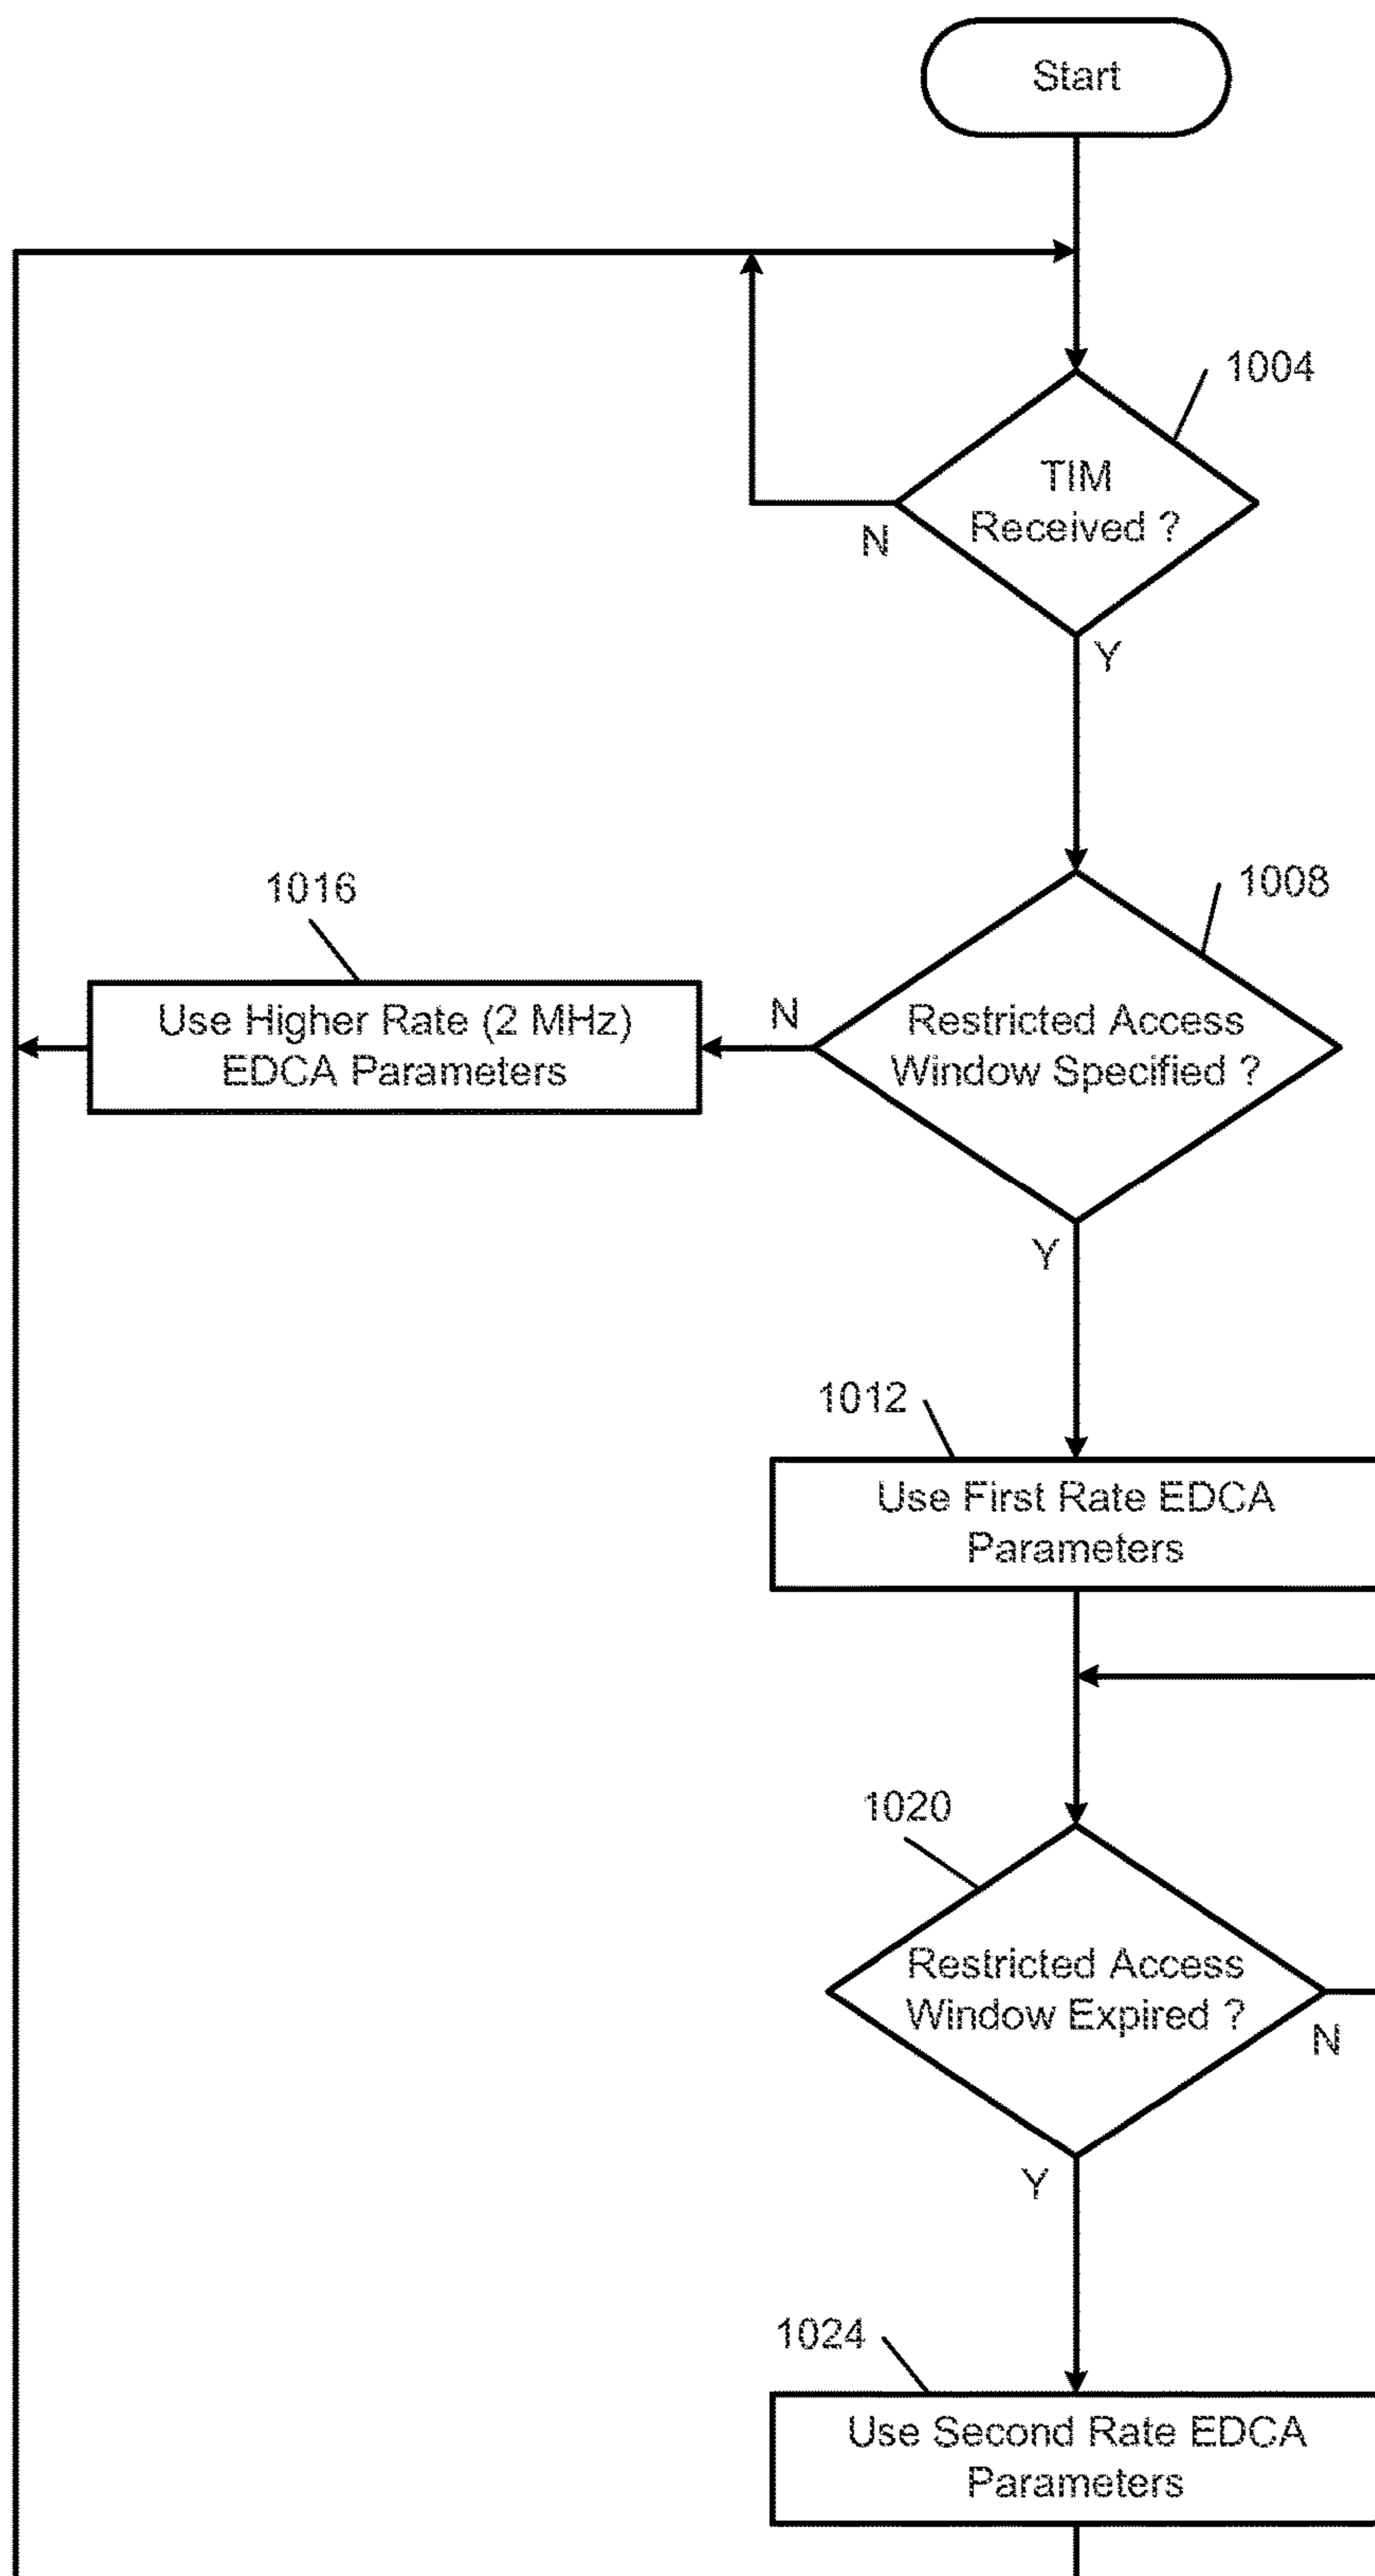 Start
1004
TIM
Received ?
N
Y
1016
1008
Use Higher Rate (2 MHz)
EDCA Parameters
N
Restricted Access
Window Specified ?
Y
1012
Use First Rate EDCA
Parameters
1020
Restricted Access
Window Expired ?
N
Y
1024
Use Second Rate EDCA
Parameters